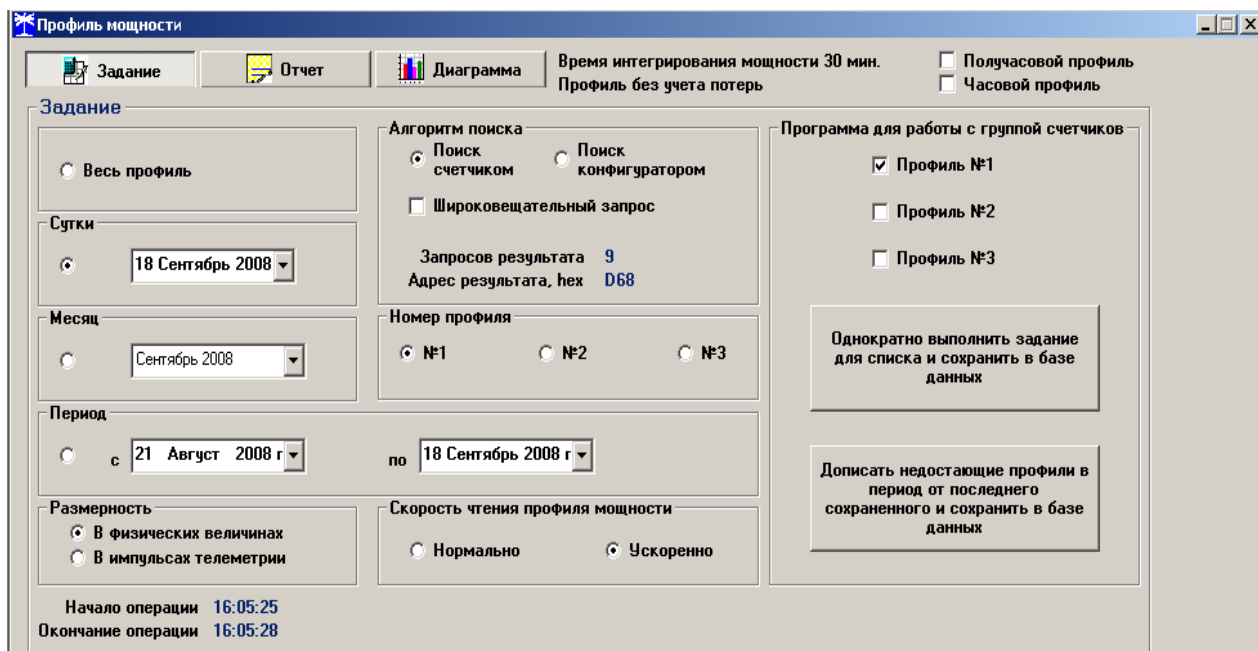 Профиль мощности
Задание
Отчет
Диаграмма
Время интегрирования мощности 30 мин.
Профиль без учета потерь
Получасовой профиль
Часовой профиль
Задание
Весь профиль
Сутки
18 Сентябрь 2008
Месяц
Сентябрь 2008
Алгоритм поиска
Поиск
счетчиком
Поиск
конфигуратором
Широковещательный запрос
Запросов результата 9
Адрес результата, hex D68
Номер профиля
№1
№2
№3
Период
с 21 Август 2008 г
по 18 Сентябрь 2008 г
Размерность
В физических величинах
В импульсах телеметрии
Скорость чтения профиля мощности
Нормально
Ускоренно
Программа для работы с группой счетчиков
Профиль №1
Профиль №2
Профиль №3
Однократно выполнить задание
для списка и сохранить в базе
данных
Дописать недостающие профили в
период от последнего
сохраненного и сохранить в базе
данных
Начало операции 16:05:25
Окончание операции 16:05:28